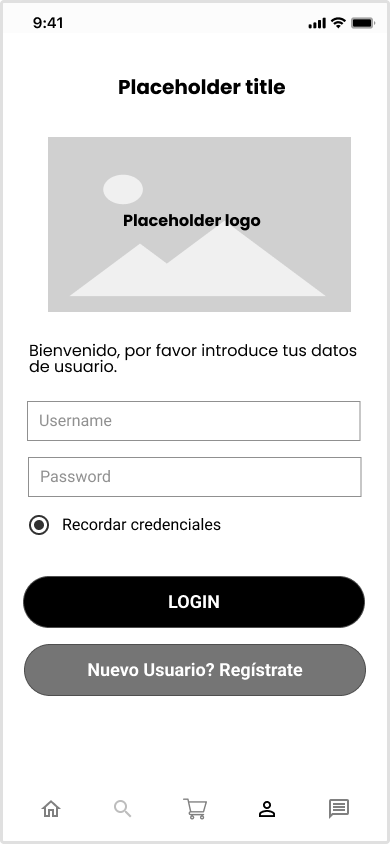 9:41
Placeholder title
Placeholder logo
Bienvenido, por favor introduce tus datos
de usuario.
Username
Password
Recordar credenciales
LOGIN
Nuevo Usuario? Regístrate